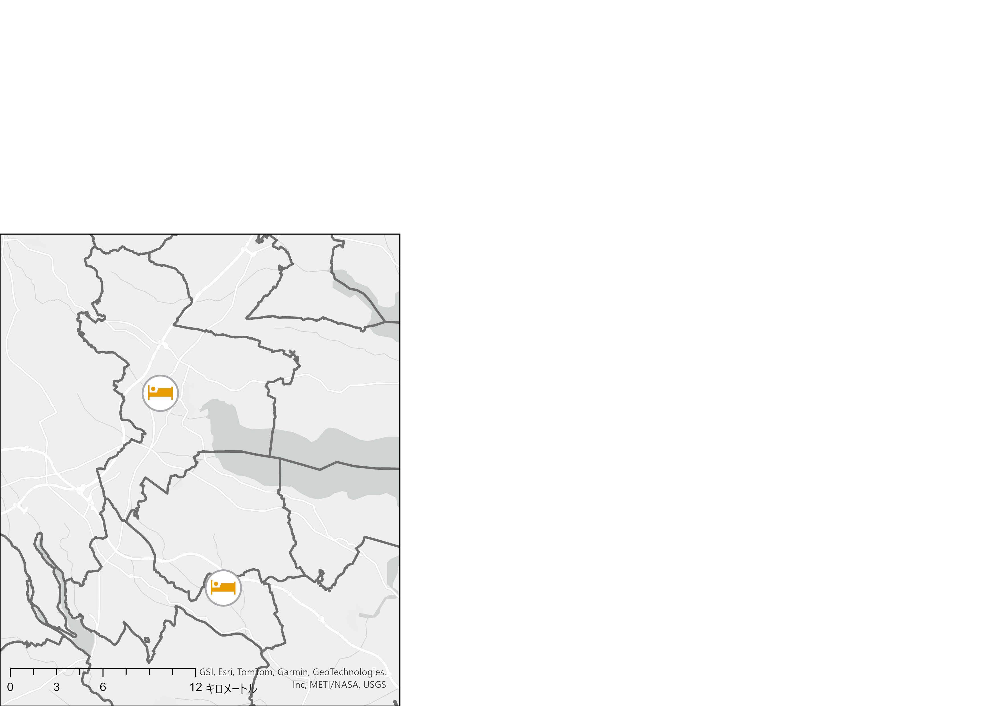 GSI, Esri, TomTom, Garmin, GeoTechnologies,
Inc, METI/NASA, USGS
0 3 6 12 キロメートル